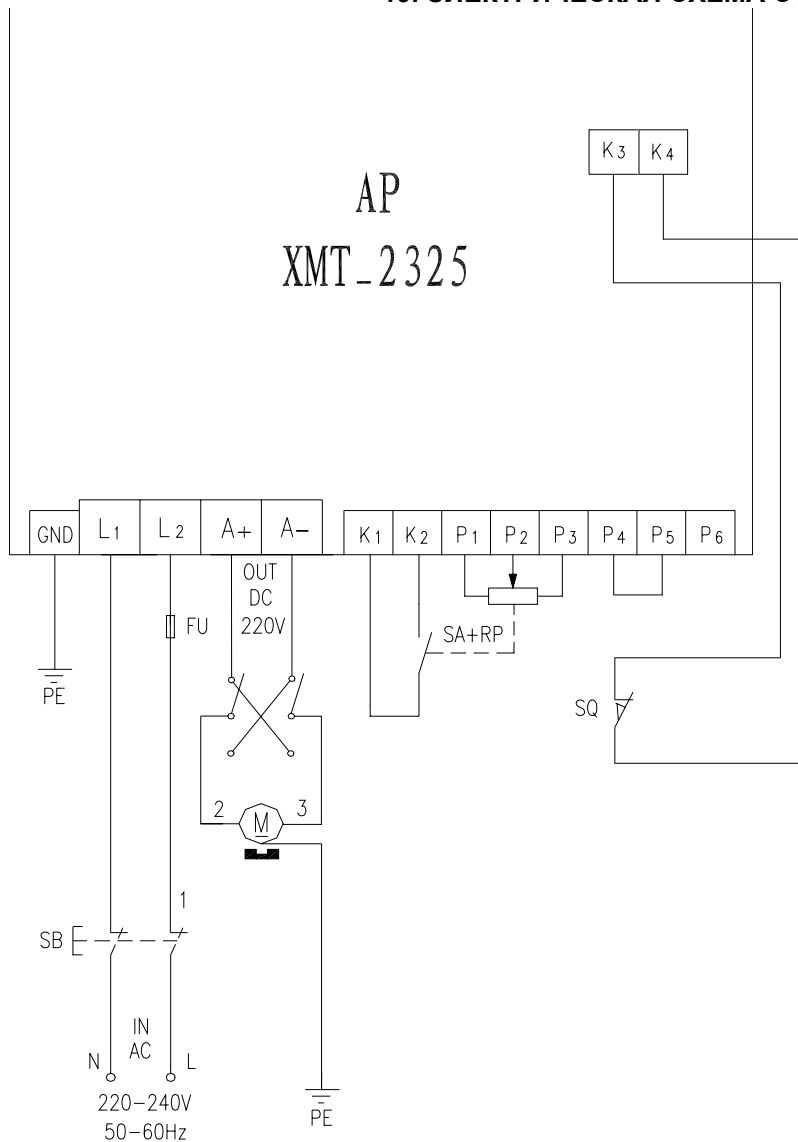 K3 K4
AP
XMT_2325
GND L1 L2 A+ A- K1 K2 P1 P2 P3 P4 P5 P6
OUT
DC
220V
FU
SA+RP
PE
SQ
2 M 3
1
SB
IN
AC
N L
220-240V
50-60Hz
PE